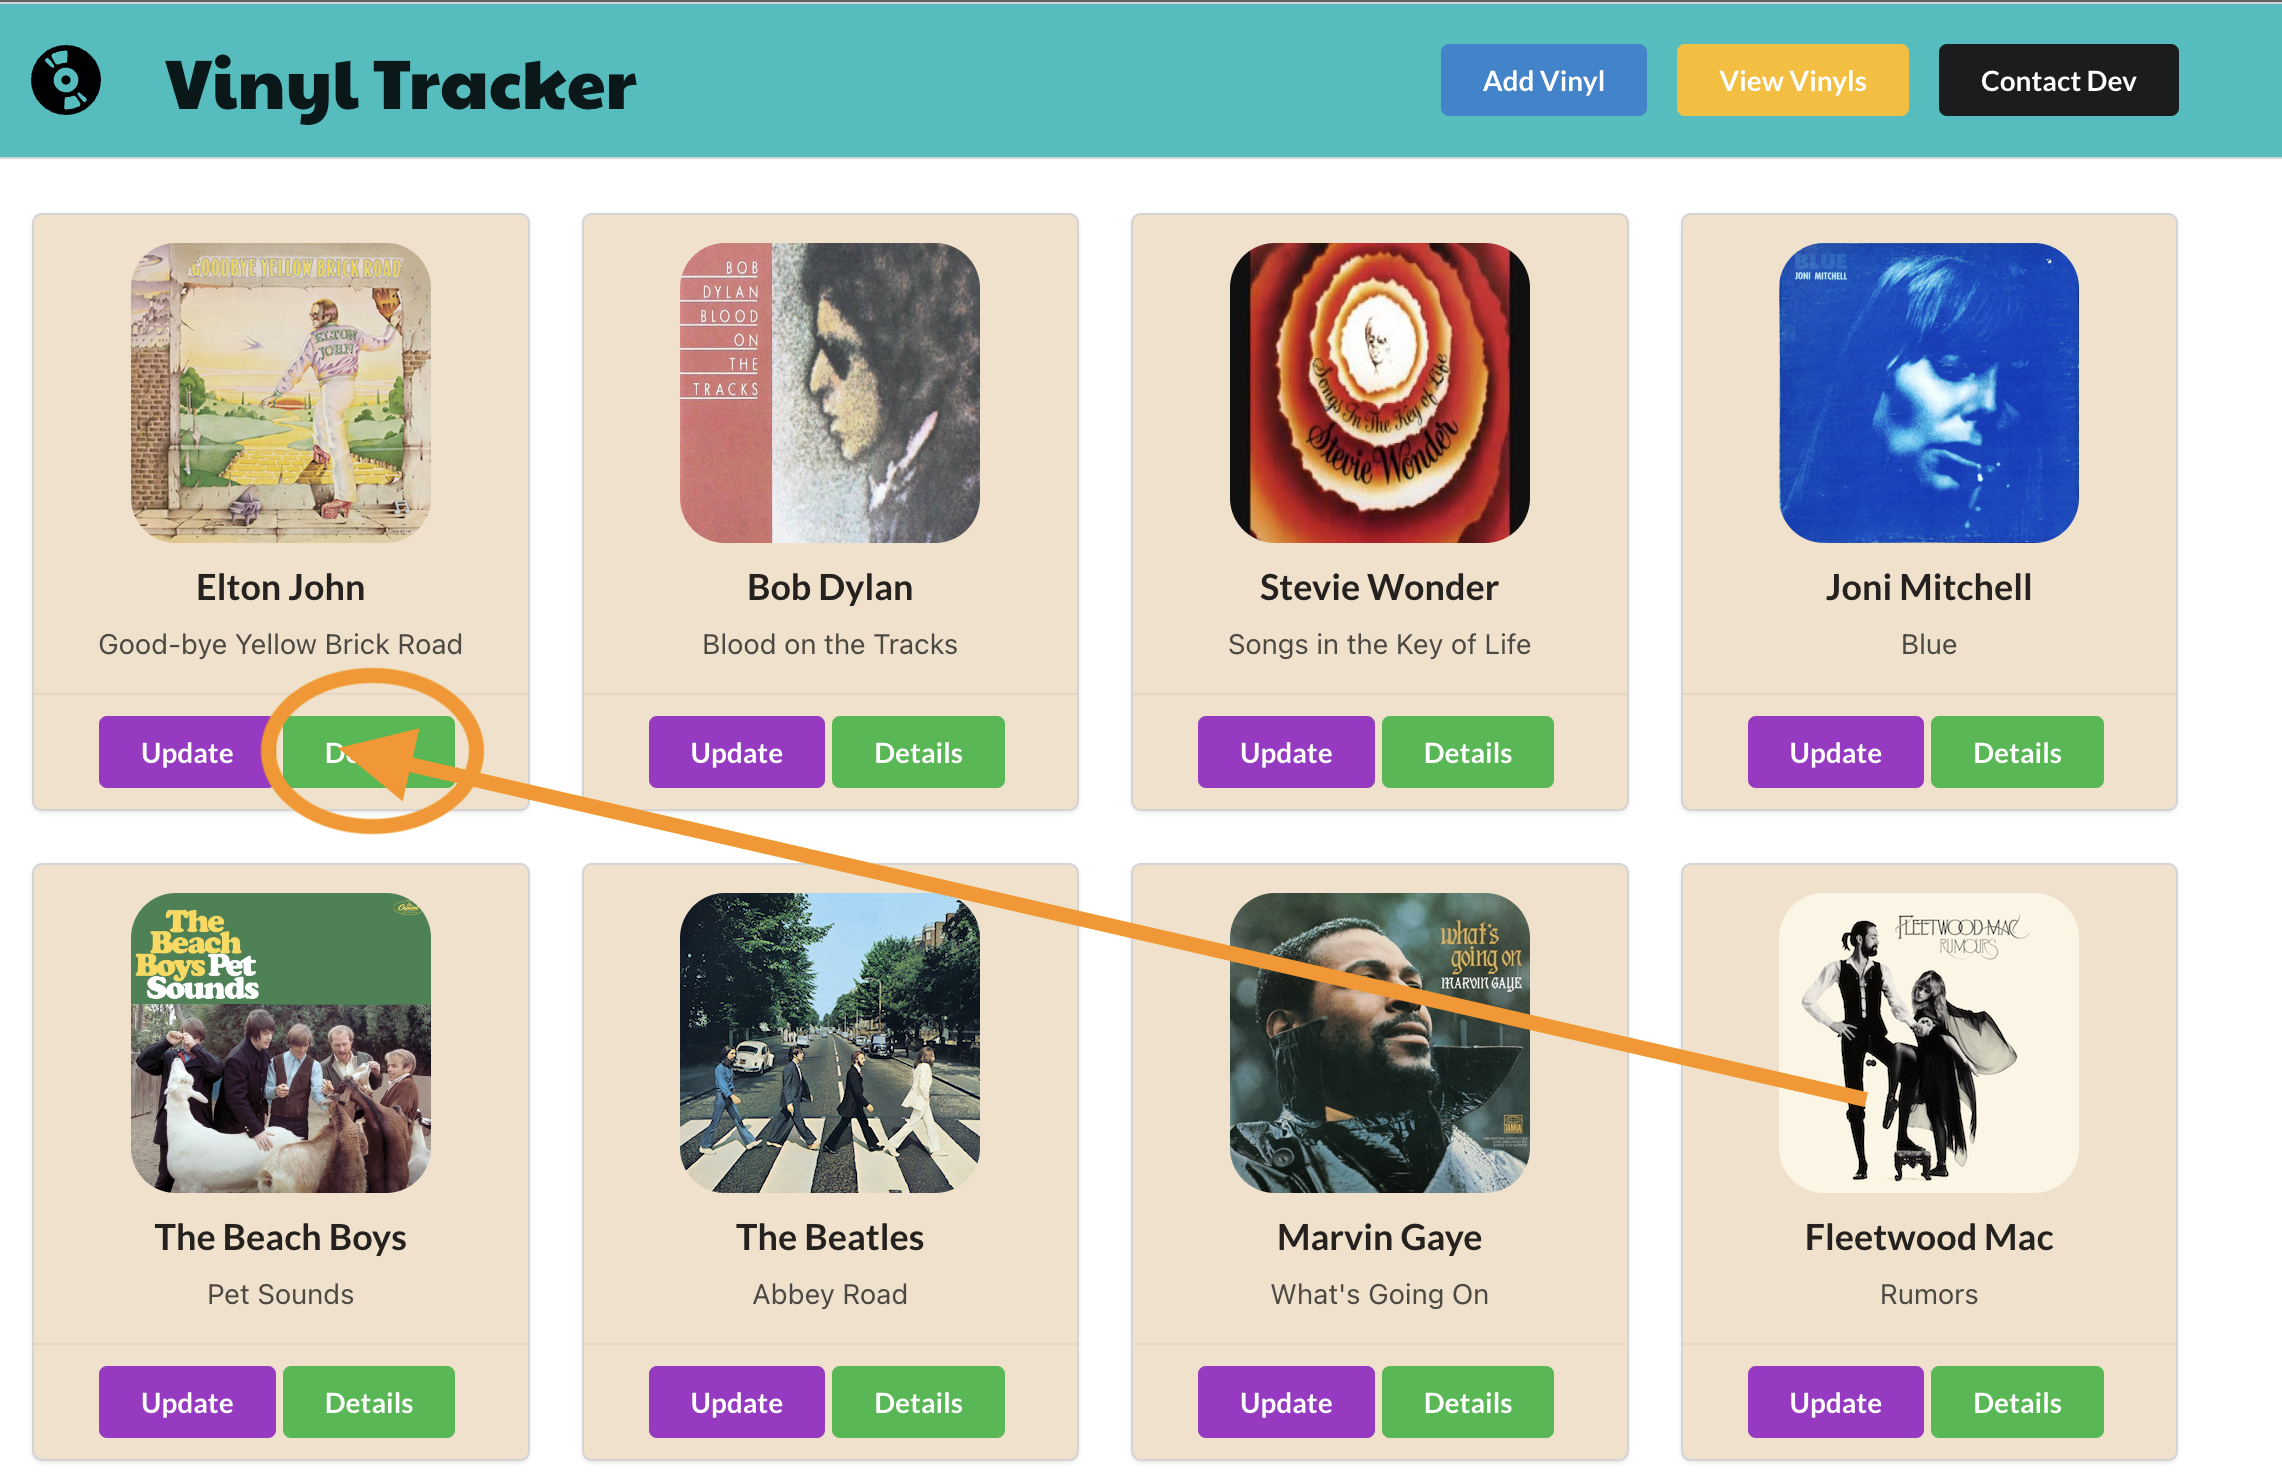 Vinyl Tracker
Add Vinyl
View Vinyls
Contact Dev
GOODBYE YELLOW BRICK ROAD
ELTON
JOHN
BOB
DYLAN
BLOOD
ON
THE
TRACKS
Songs In The Key of Life
Stevie Wonder
BLUE
JONI MITCHELL
Elton John
Bob Dylan
Stevie Wonder
Joni Mitchell
Good-bye Yellow Brick Road
Blood on the Tracks
Songs in the Key of Life
Blue
Update
Update
Details
Update
Details
Update
Details
The
Beach
Boys Pet
Sounds
Capitol
what's
going on
MARVIN GAYE
TAMLA
FLEETWOOD MAC
RUMOURS
The Beach Boys
The Beatles
Marvin Gaye
Fleetwood Mac
Pet Sounds
Abbey Road
What's Going On
Rumors
Update
Details
Update
Details
Update
Details
Update
Details